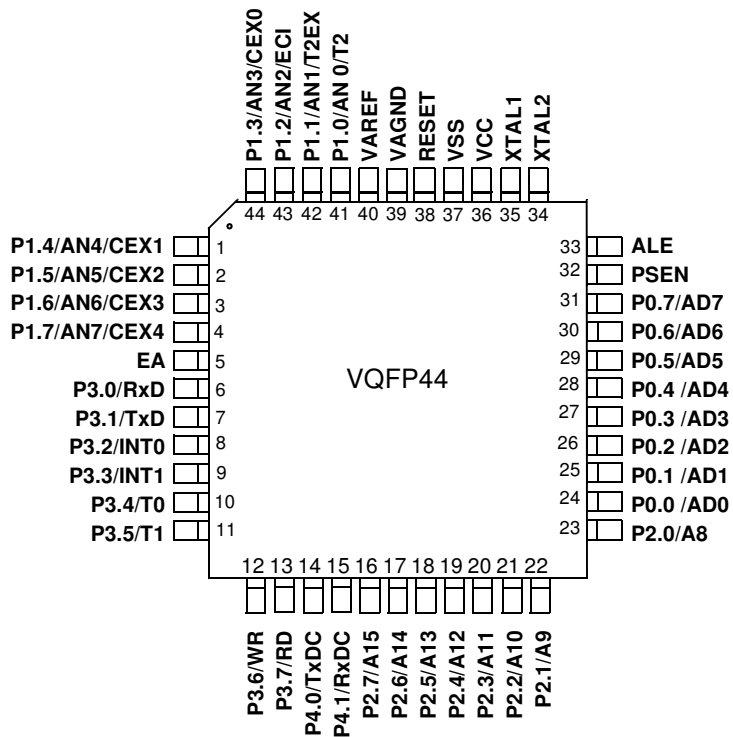 P1.3/AN3/CEX0
P1.2/AN2/ECI
P1.1/AN1/T2EX
P1.0/AN 0/T2
VAREF
VAGND
RESET
VSS
VCC
XTAL1
XTAL2
44 43 42 41 40 39 38 37 36 35 34
P1.4/AN4/CEX1 1
P1.5/AN5/CEX2 2
P1.6/AN6/CEX3 3
P1.7/AN7/CEX4 4
EA 5
P3.0/RxD 6
P3.1/TxD 7
P3.2/INT0 8
P3.3/INT1 9
P3.4/T0 10
P3.5/T1 11
VQFP44
33 ALE
32 PSEN
31 P0.7/AD7
30 P0.6/AD6
29 P0.5/AD5
28 P0.4 /AD4
27 P0.3 /AD3
26 P0.2 /AD2
25 P0.1 /AD1
24 P0.0 /AD0
23 P2.0/A8
12 13 14 15 16 17 18 19 20 21 22
P3.6/WR
P3.7/RD
P4.0/TxDC
P4.1/RxDC
P2.7/A15
P2.6/A14
P2.5/A13
P2.4/A12
P2.3/A11
P2.2/A10
P2.1/A9